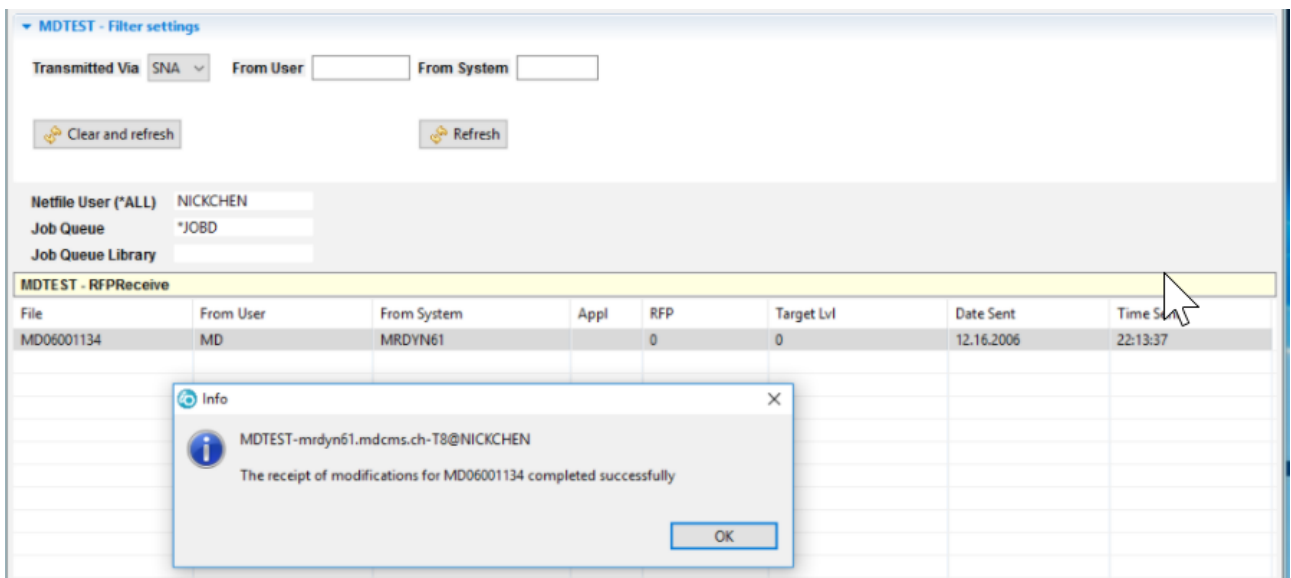 MDTEST - Filter settings
Transmitted Via SNA From User From System
Clear and refresh Refresh
Netfile User (*ALL) NICKCHEN
Job Queue *JOBD
Job Queue Library
MDTEST - RFPReceive
File From User From System Appl RFP Target Lvl Date Sent Time
MD06001134 MD MRDYN61 0 0 12.16.2006 22:13:37
Info
MDTEST-mrdyn61.mdcms.ch-T8@NICKCHEN
The receipt of modifications for MD06001134 completed successfully
OK